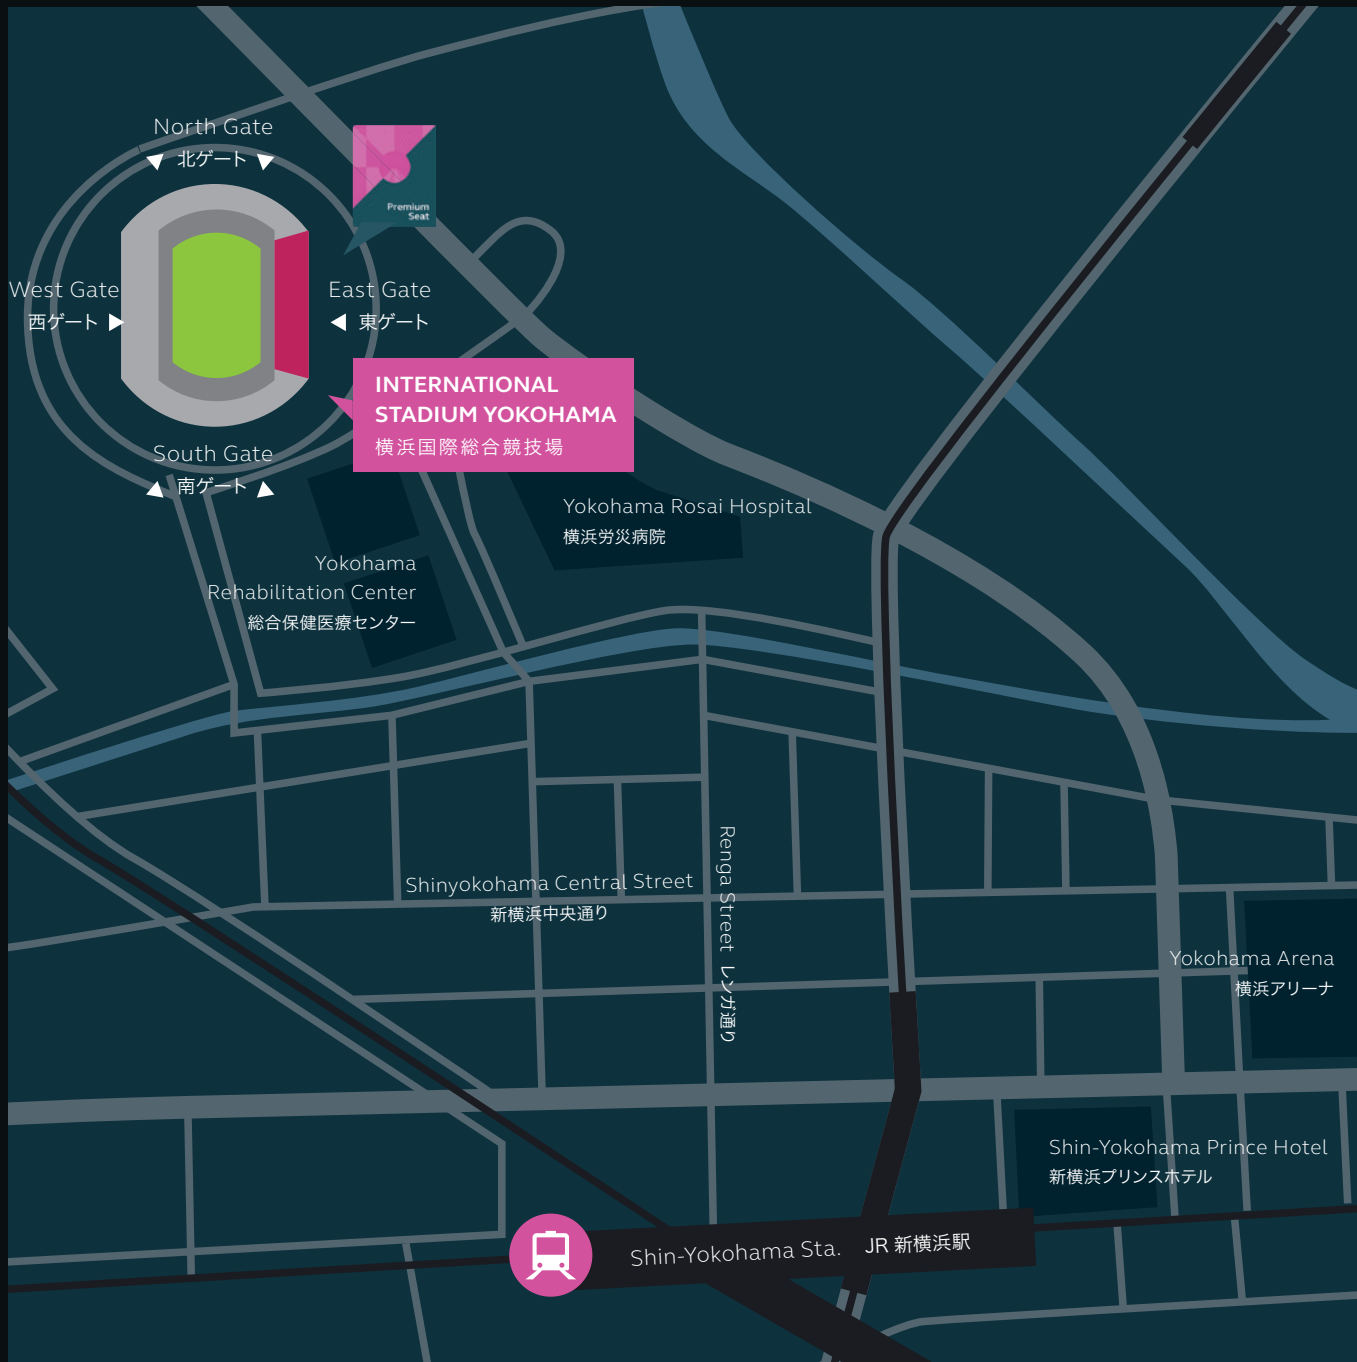 North Gate
北ゲート
Premium
Seat
West Gate
西ゲート
East Gate
東ゲート
INTERNATIONAL
STADIUM YOKOHAMA
横浜国際総合競技場
South Gate
南ゲート
Yokohama Rosai Hospital
横浜労災病院
Yokohama
Rehabilitation Center
総合保健医療センター
Shinyokohama Central Street
新横浜中央通り
Renga Street レンガ通り
Yokohama Arena
横浜アリーナ
Shin-Yokohama Prince Hotel
新横浜プリンスホテル
Shin-Yokohama Sta. JR 新横浜駅